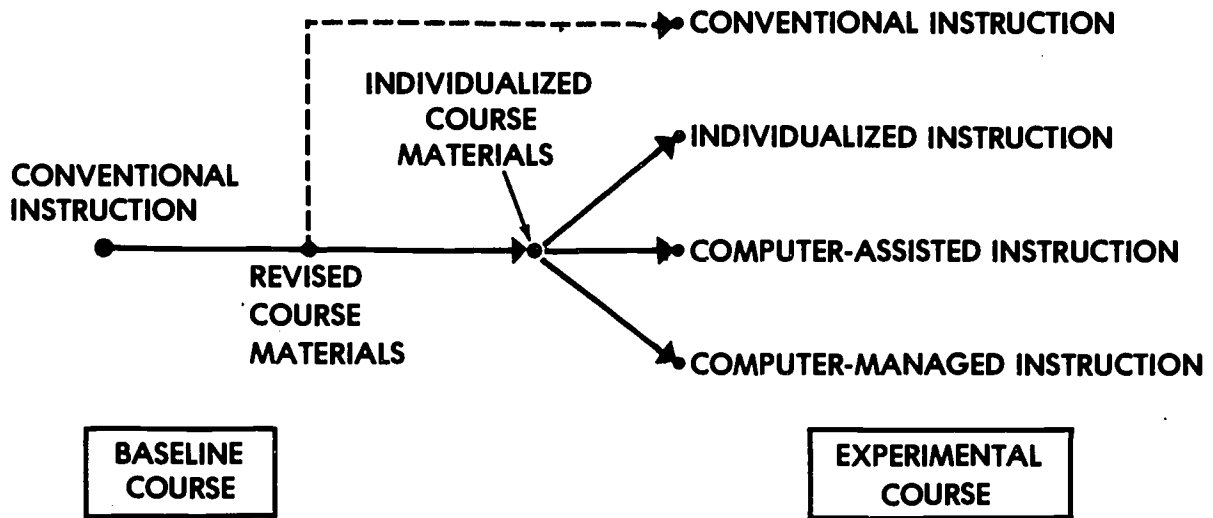 CONVENTIONAL INSTRUCTION
INDIVIDUALIZED
COURSE
MATERIALS
INDIVIDUALIZED INSTRUCTION
CONVENTIONAL
INSTRUCTION
COMPUTER-ASSISTED INSTRUCTION
REVISED
COURSE
MATERIALS
COMPUTER-MANAGED INSTRUCTION
BASELINE
COURSE
EXPERIMENTAL
COURSE